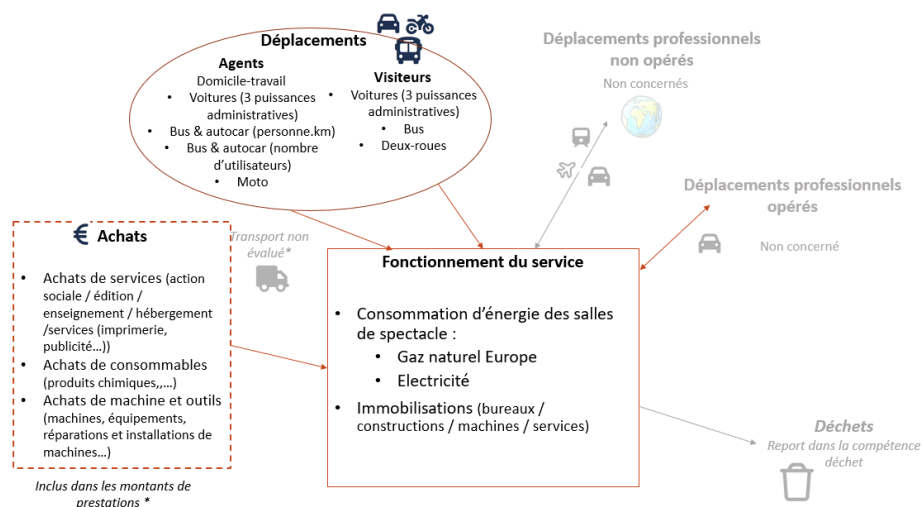 Déplacements
Agents
Domicile-travail
• Voitures (3 puissances
administratives)
• Bus & autocar (personne.km)
• Bus & autocar (nombre
d’utilisateurs)
• Moto
Visiteurs
• Voitures (3 puissances
administratives)
• Bus
• Deux-roues
Déplacements professionnels
non opérés
Non concernés
Déplacements professionnels
opérés
Non concerné
€ Achats
• Achats de services (action
sociale / édition /
enseignement / hébergement
/services (imprimerie,
publicité…))
• Achats de consommables
(produits chimiques,,…)
• Achats de machine et outils
(machines, équipements,
réparations et installations de
machines…)
Inclus dans les montants de
prestations *
Transport non
évalué*
Fonctionnement du service
• Consommation d’énergie des salles
de spectacle :
• Gaz naturel Europe
• Electricité
• Immobilisations (bureaux /
constructions / machines / services)
Déchets
Report dans la compétence
déchet